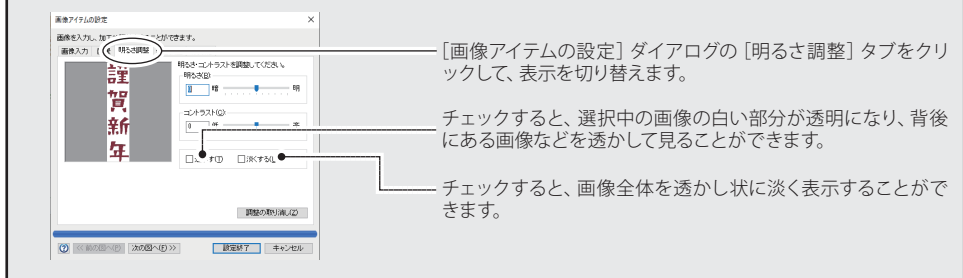 画像アイテムの設定
画像を入力し、加工
できます。
画像入力
明るさ調整
明るさ・コントラストを調整してください。
明るさ(B)
暗
明
コントラスト(C)
0
謹賀新年
す(T)
淡くする(L
調整の取り消し(Z)
<< 前の図へ(P)
次の図へ(F) >>
設定終了
キャンセル
[画像アイテムの設定] ダイアログの [明るさ調整] タブをクリ
ックして、表示を切り替えます。
チェックすると、選択中の画像の白い部分が透明になり、背後
にある画像などを透かして見ることができます。
チェックすると、画像全体を透かし状に淡く表示することがで
きます。